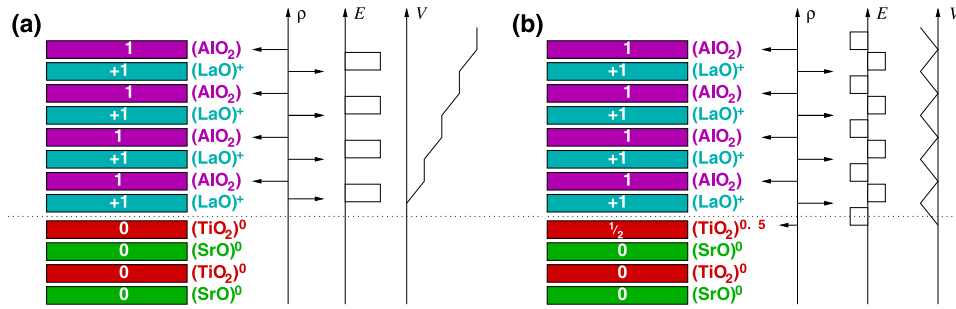 (a) ρ E V
1 (AlO2)
+1 (LaO)+
1 (AlO2)
+1 (LaO)+
1 (AlO2)
+1 (LaO)+
1 (AlO2)
+1 (LaO)+
0 (TiO2)0
0 (SrO)0
0 (TiO2)0
0 (SrO)0
(b) ρ E V
1 (AlO2)
+1 (LaO)+
1 (AlO2)
+1 (LaO)+
1 (AlO2)
+1 (LaO)+
1 (AlO2)
+1 (LaO)+
1/2 (TiO2)0. 5
0 (SrO)0
0 (TiO2)0
0 (SrO)0